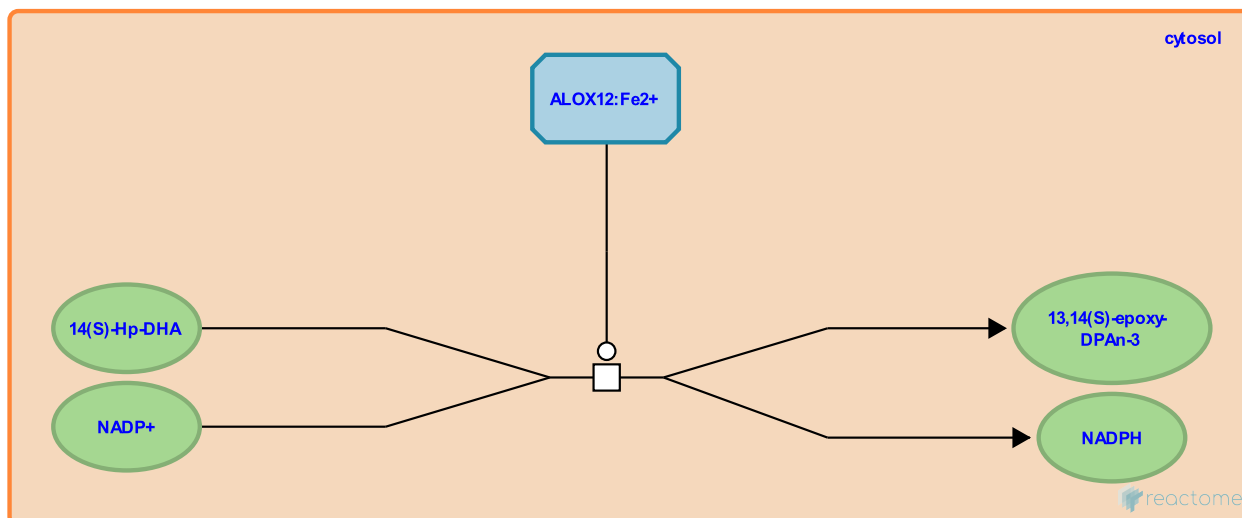 cytosol
ALOX12:Fe2+
14(S)-Hp-DHA
13,14(S)-epoxy-
DPAn-3
NADP+
NADPH
reactome